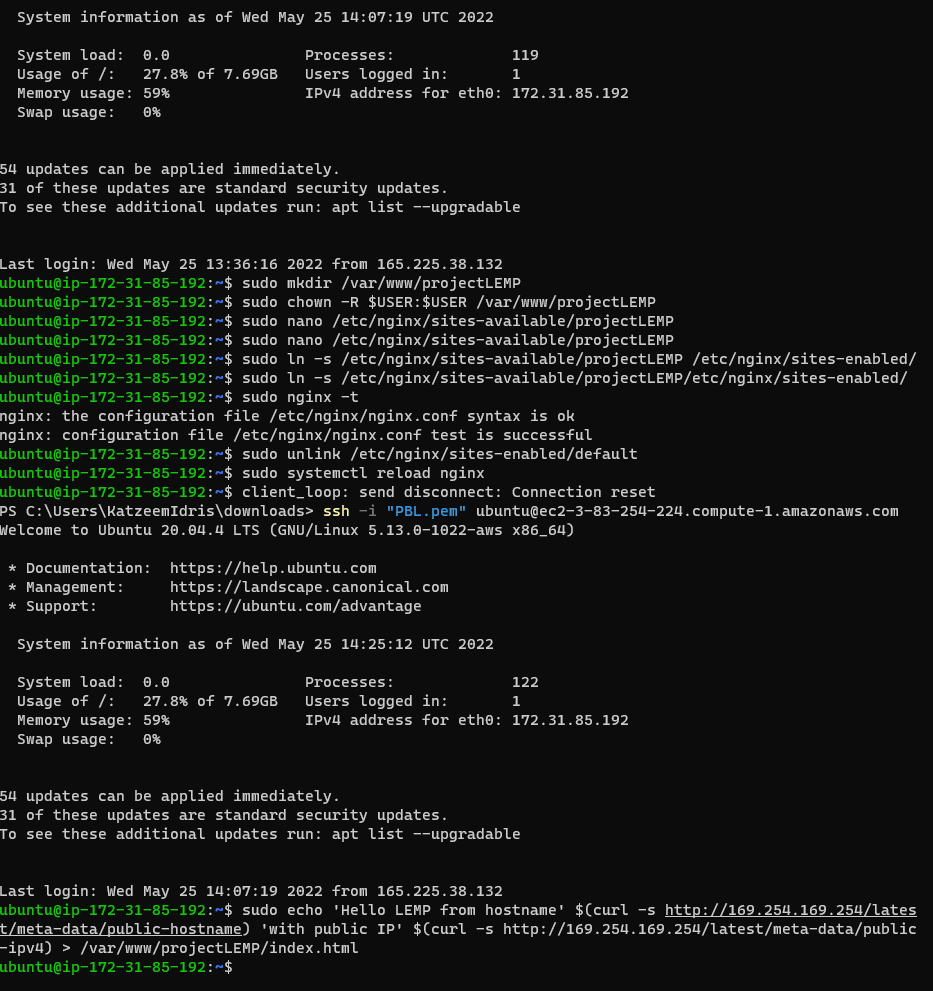 System information as of Wed May 25 14:07:19 UTC 2022
System load:  0.0               Processes:             119
Usage of /:   27.8% of 7.69GB   Users logged in:       1
Memory usage: 59%               IPv4 address for eth0: 172.31.85.192
Swap usage:   0%
54 updates can be applied immediately.
31 of these updates are standard security updates.
To see these additional updates run: apt list --upgradable
Last login: Wed May 25 13:36:16 2022 from 165.225.38.132
ubuntu@ip-172-31-85-192:~$ sudo mkdir /var/www/projectLEMP
ubuntu@ip-172-31-85-192:~$ sudo chown -R $USER:$USER /var/www/projectLEMP
ubuntu@ip-172-31-85-192:~$ sudo nano /etc/nginx/sites-available/projectLEMP
ubuntu@ip-172-31-85-192:~$ sudo nano /etc/nginx/sites-available/projectLEMP
ubuntu@ip-172-31-85-192:~$ sudo ln -s /etc/nginx/sites-available/projectLEMP /etc/nginx/sites-enabled/
ubuntu@ip-172-31-85-192:~$ sudo ln -s /etc/nginx/sites-available/projectLEMP/etc/nginx/sites-enabled/
ubuntu@ip-172-31-85-192:~$ sudo nginx -t
nginx: the configuration file /etc/nginx/nginx.conf syntax is ok
nginx: configuration file /etc/nginx/nginx.conf test is successful
ubuntu@ip-172-31-85-192:~$ sudo unlink /etc/nginx/sites-enabled/default
ubuntu@ip-172-31-85-192:~$ sudo systemctl reload nginx
ubuntu@ip-172-31-85-192:~$ client_loop: send disconnect: Connection reset
PS C:\Users\KatzeemIdris\downloads> ssh -i "PBL.pem" ubuntu@ec2-3-83-254-224.compute-1.amazonaws.com
Welcome to Ubuntu 20.04.4 LTS (GNU/Linux 5.13.0-1022-aws x86_64)
* Documentation:  https://help.ubuntu.com
* Management:     https://landscape.canonical.com
* Support:        https://ubuntu.com/advantage
System information as of Wed May 25 14:25:12 UTC 2022
System load:  0.0               Processes:             122
Usage of /:   27.8% of 7.69GB   Users logged in:       1
Memory usage: 59%               IPv4 address for eth0: 172.31.85.192
Swap usage:   0%
54 updates can be applied immediately.
31 of these updates are standard security updates.
To see these additional updates run: apt list --upgradable
Last login: Wed May 25 14:07:19 2022 from 165.225.38.132
ubuntu@ip-172-31-85-192:~$ sudo echo 'Hello LEMP from hostname' $(curl -s http://169.254.169.254/lates
t/meta-data/public-hostname) 'with public IP' $(curl -s http://169.254.169.254/latest/meta-data/public
-ipv4) > /var/www/projectLEMP/index.html
ubuntu@ip-172-31-85-192:~$